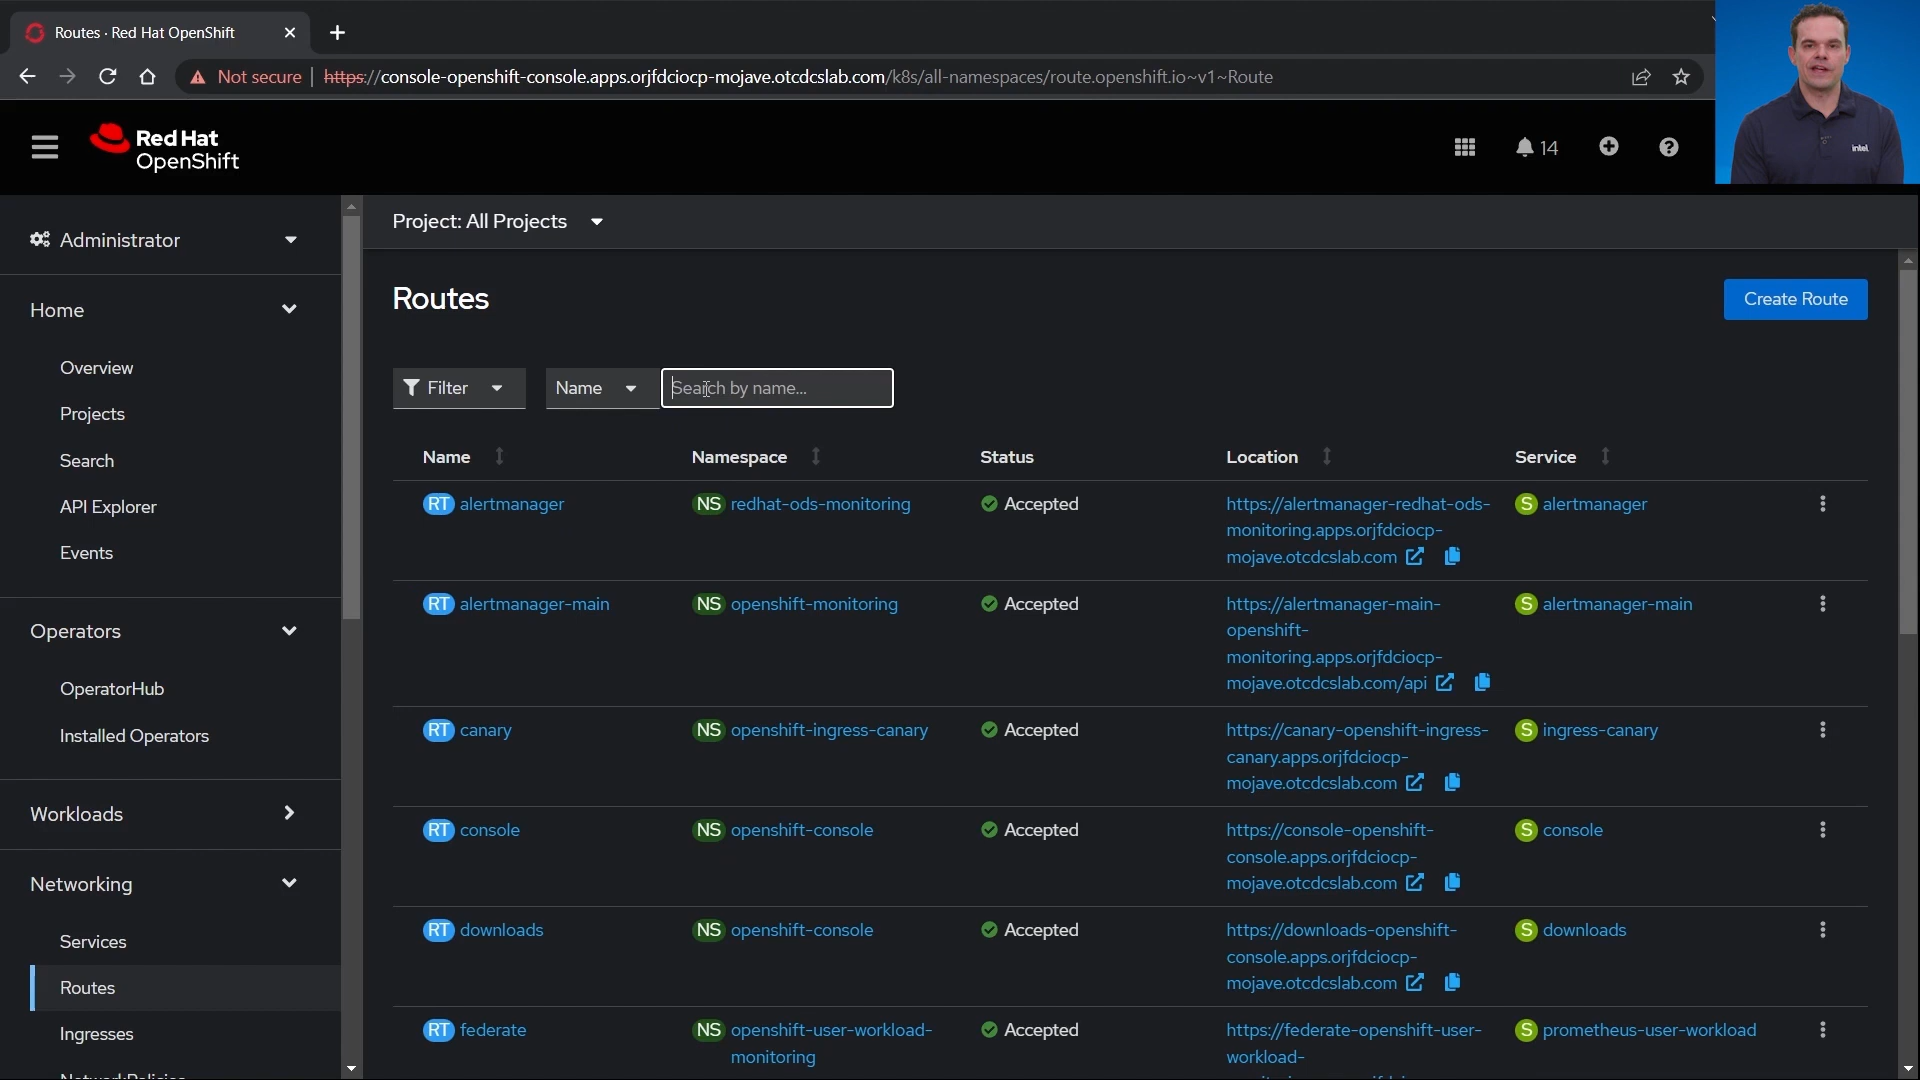 Routes · Red Hat OpenShift
Not secure | https://console-openshift-console.apps.orjfdciocp-mojave.otcdcslab.com/k8s/all-namespaces/route.openshift.io~v1~Route
Red Hat
OpenShift
14
intel
Administrator
Home
Overview
Projects
Search
API Explorer
Events
Operators
OperatorHub
Installed Operators
Workloads
Networking
Services
Routes
Ingresses
NetworkPolicies
Project: All Projects
Routes
Create Route
Filter
Name
Search by name...
Name Namespace Status Location Service
RT alertmanager NS redhat-ods-monitoring Accepted https://alertmanager-redhat-ods- S alertmanager
monitoring.apps.orjfdciocp-
mojave.otcdcslab.com
RT alertmanager-main NS openshift-monitoring Accepted https://alertmanager-main- S alertmanager-main
openshift-
monitoring.apps.orjfdciocp-
mojave.otcdcslab.com/api
RT canary NS openshift-ingress-canary Accepted https://canary-openshift-ingress- S ingress-canary
canary.apps.orjfdciocp-
mojave.otcdcslab.com
RT console NS openshift-console Accepted https://console-openshift- S console
console.apps.orjfdciocp-
mojave.otcdcslab.com
RT downloads NS openshift-console Accepted https://downloads-openshift- S downloads
console.apps.orjfdciocp-
mojave.otcdcslab.com
RT federate NS openshift-user-workload- Accepted https://federate-openshift-user- S prometheus-user-workload
monitoring workload-